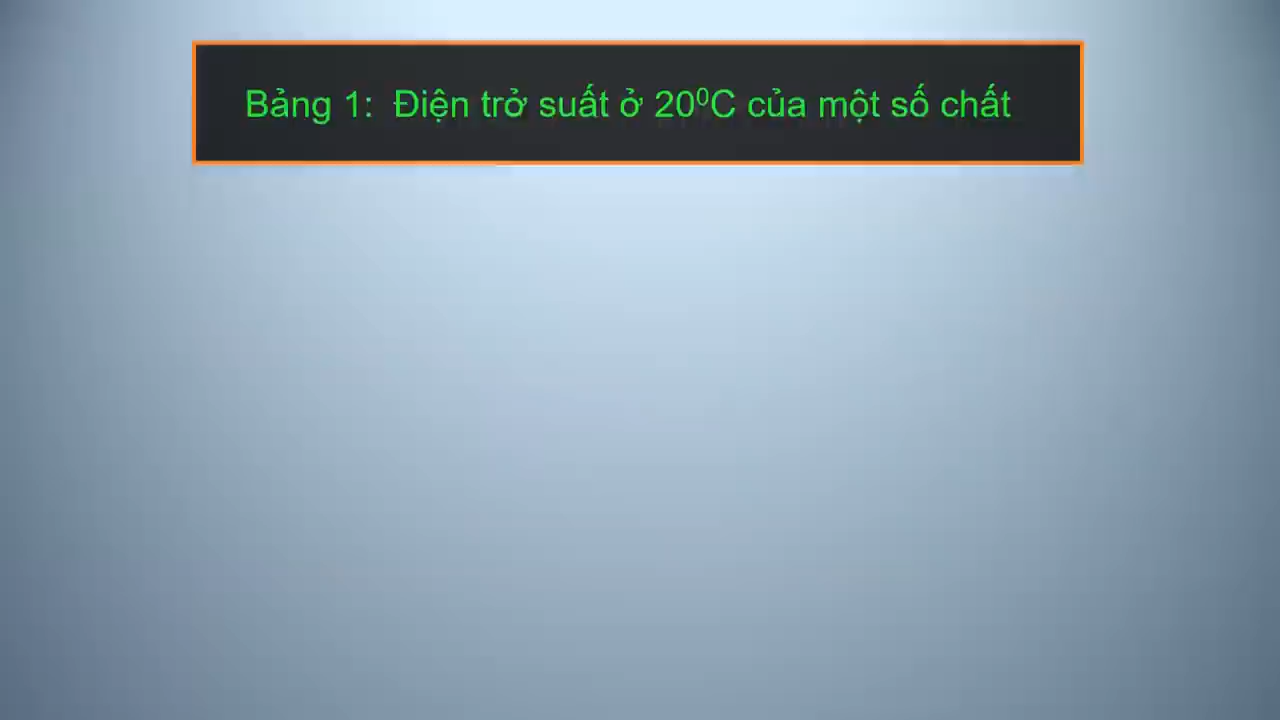 Bảng 1: Điện trở suất ở 20⁰C của một số chất